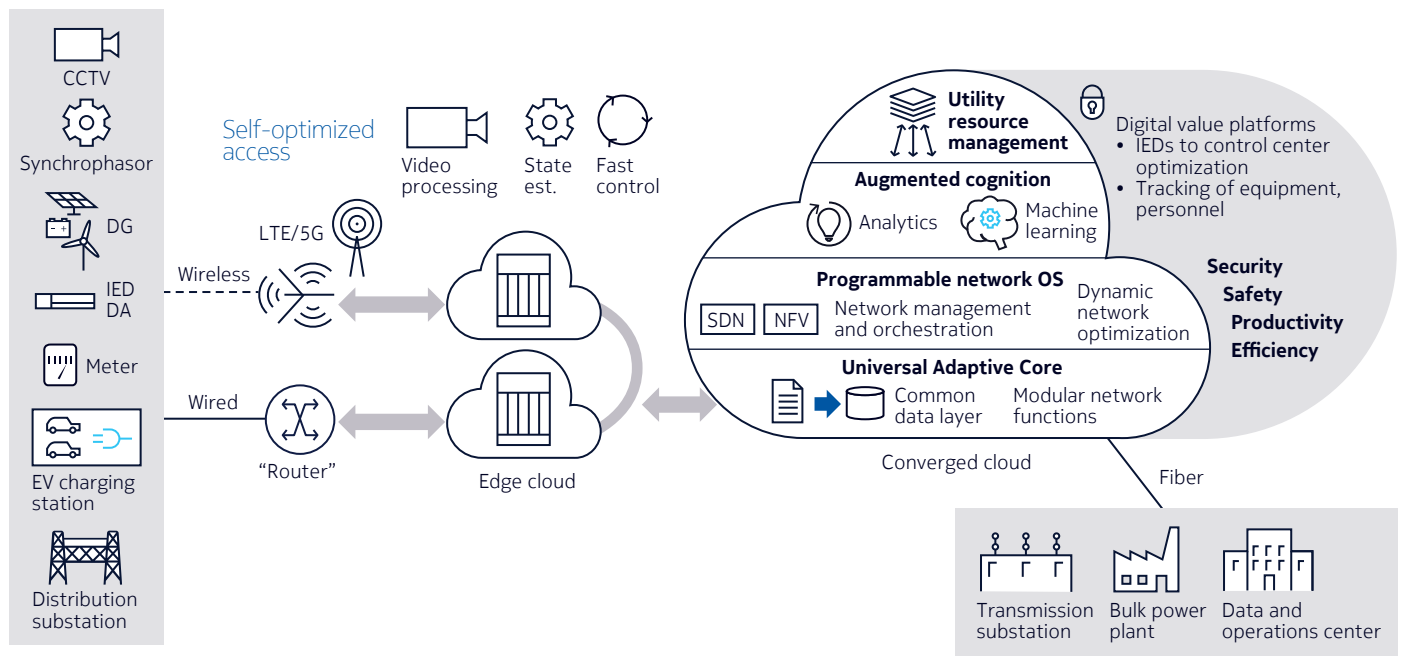 CCTV
Synchrophasor
DG
IED
DA
Meter
EV charging
station
Distribution
substation
Self-optimized
access
Video
processing
State
est.
Fast
control
LTE/5G
Wireless
Wired
“Router”
Edge cloud
Utility
resource
management
Augmented cognition
Analytics
Machine
learning
Programmable network OS
SDN
NFV
Network management
and orchestration
Dynamic
network
optimization
Universal Adaptive Core
Common
data layer
Modular network
functions
Converged cloud
Digital value platforms
• IEDs to control center
optimization
• Tracking of equipment,
personnel
Security
Safety
Productivity
Efficiency
Fiber
Transmission
substation
Bulk power
plant
Data and
operations center